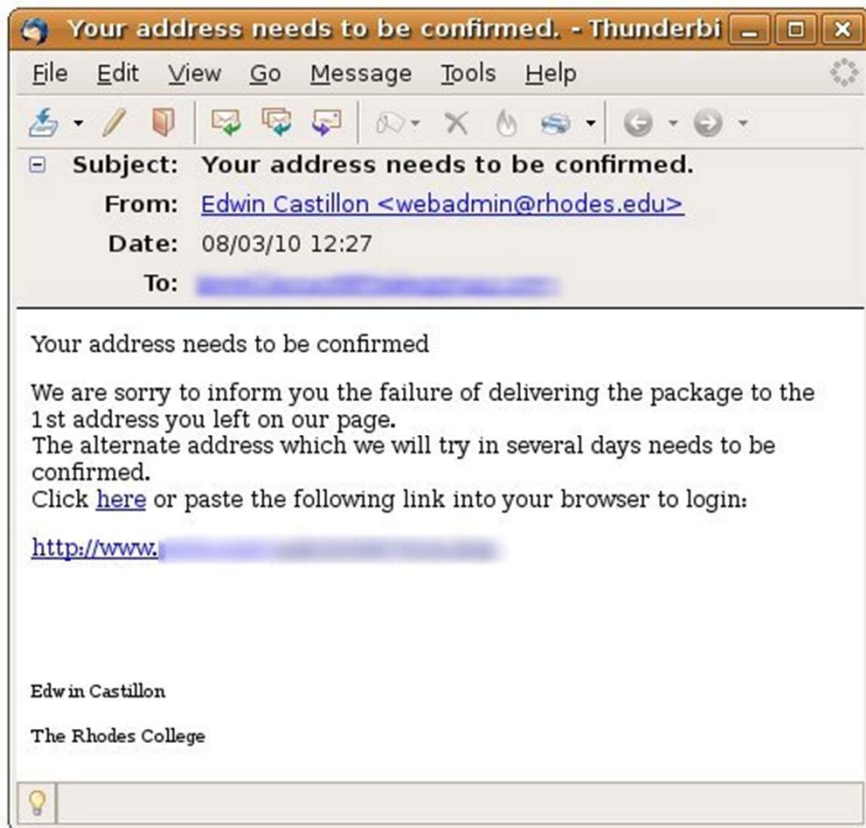 Your address needs to be confirmed. - Thunderbi
File Edit View Go Message Tools Help
Subject: Your address needs to be confirmed.
From: Edwin Castillon <webadmin@rhodes.edu>
Date: 08/03/10 12:27
To:
Your address needs to be confirmed
We are sorry to inform you the failure of delivering the package to the
1st address you left on our page.
The alternate address which we will try in several days needs to be
confirmed.
Click here or paste the following link into your browser to login:
http://www.
Edwin Castillon
The Rhodes College